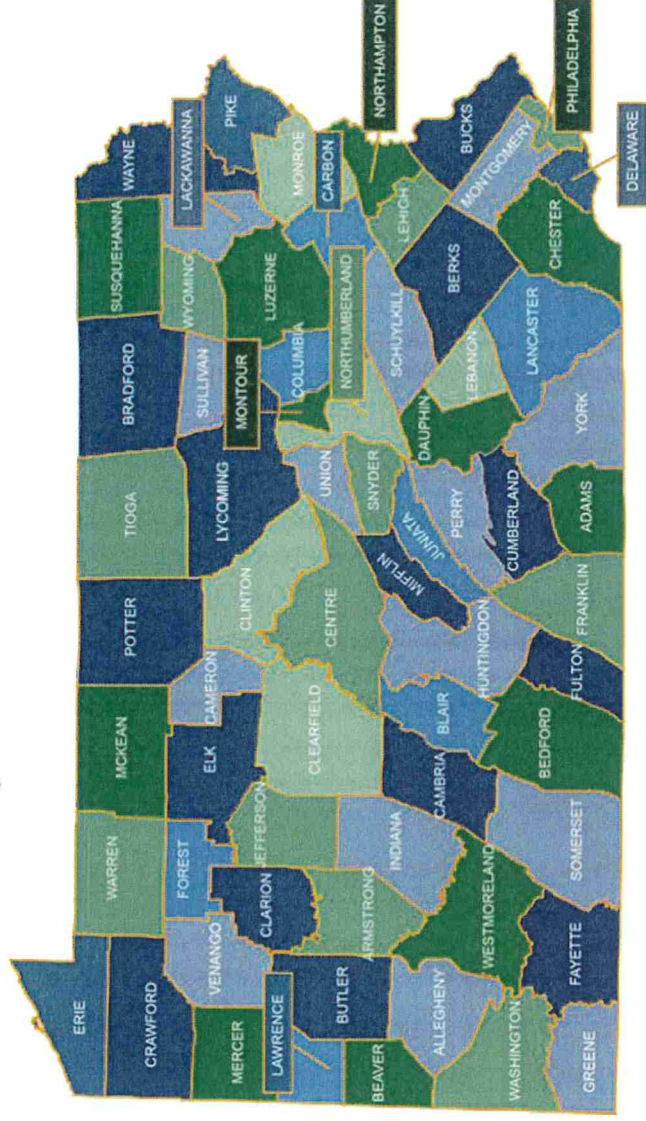 ERIE
CRAWFORD
WARREN
MCKEAN
POTTER
TIOGA
BRADFORD
SUSQUEHANNA
WAYNE
MERCER
VENANGO
FOREST
ELK
CAMERON
CLINTON
LYCOMING
SULLIVAN
WYOMING
LACKAWANNA
PIKE
LAWRENCE
BUTLER
CLARION
JEFFERSON
CLEARFIELD
CENTRE
UNION
MONTOUR
COLUMBIA
LUZERNE
MONROE
CARBON
NORTHAMPTON
BEAVER
ALLEGHENY
ARMSTRONG
INDIANA
CAMBRIA
BLAIR
HUNTINGDON
MIFFLIN
JUNIATA
SNYDER
NORTHUMBERLAND
SCHUYLKILL
LEHIGH
WASHINGTON
WESTMORELAND
PERRY
DAUPHIN
LEBANON
BERKS
MONTGOMERY
BUCKS
GREENE
FAYETTE
SOMERSET
BEDFORD
FULTON
FRANKLIN
CUMBERLAND
ADAMS
YORK
LANCASTER
CHESTER
DELAWARE
PHILADELPHIA